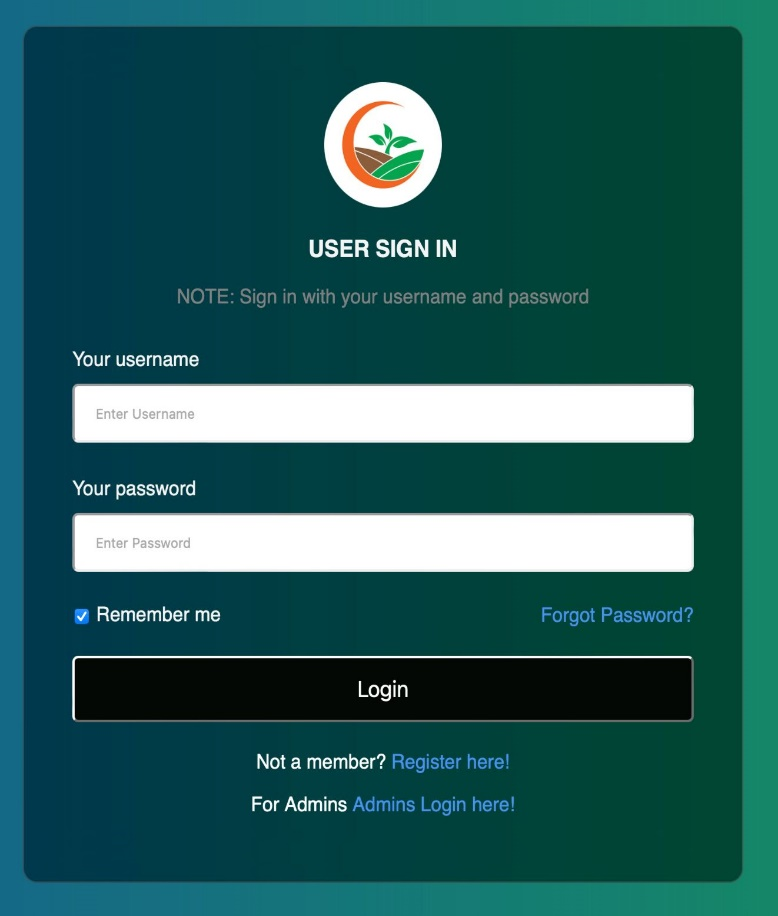 USER SIGN IN
NOTE: Sign in with your username and password
Your username
Enter Username
Your password
Enter Password
Remember me
Forgot Password?
Login
Not a member? Register here!
For Admins Admins Login here!